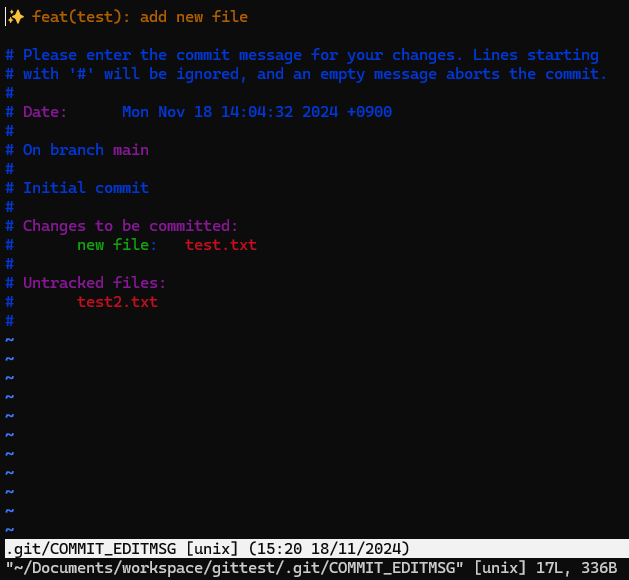 ✨ feat(test): add new file

# Please enter the commit message for your changes. Lines starting
# with '#' will be ignored, and an empty message aborts the commit.
#
# Date:      Mon Nov 18 14:04:32 2024 +0900
#
# On branch main
#
# Initial commit
#
# Changes to be committed:
#       new file:   test.txt
#
# Untracked files:
#       test2.txt
#
~
~
~
~
~
~
~
~
~
~
~
.git/COMMIT_EDITMSG [unix] (15:20 18/11/2024)
"~/Documents/workspace/gittest/.git/COMMIT_EDITMSG" [unix] 17L, 336B